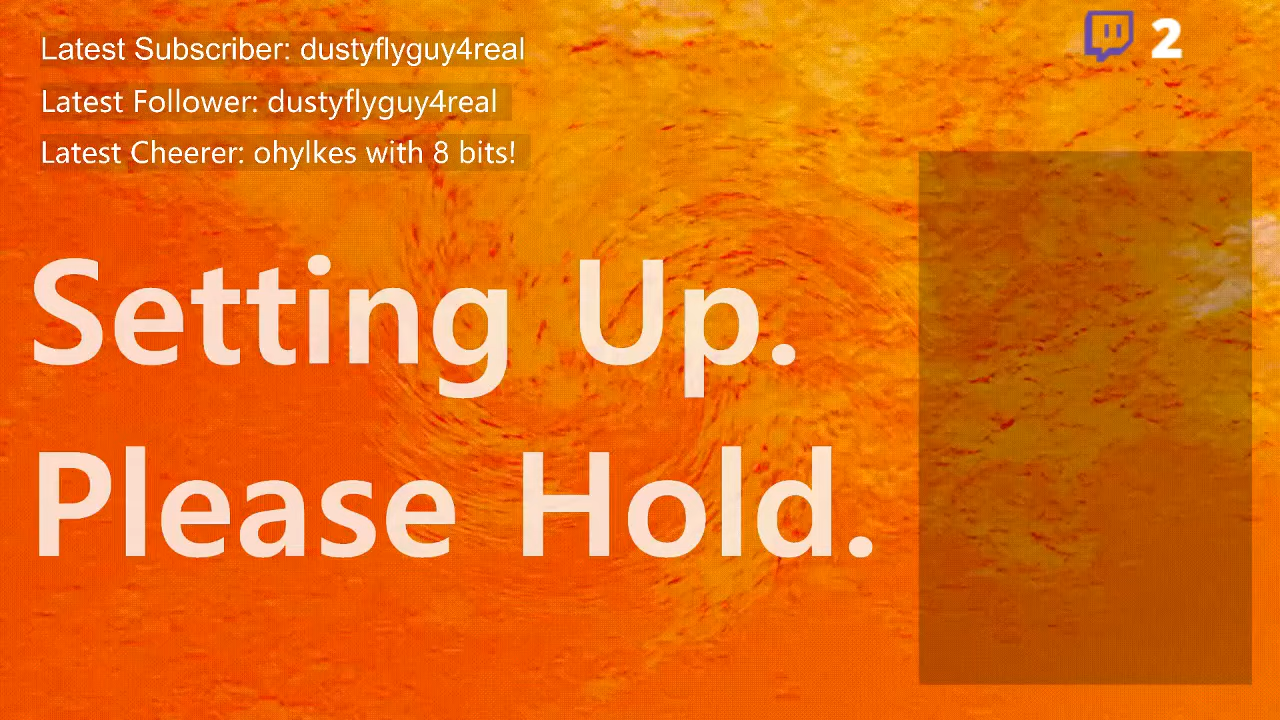 Latest Subscriber: dustyflyguy4real
2
Latest Follower: dustyflyguy4real
Latest Cheerer: ohylkes with 8 bits!
Setting Up.
Please Hold.